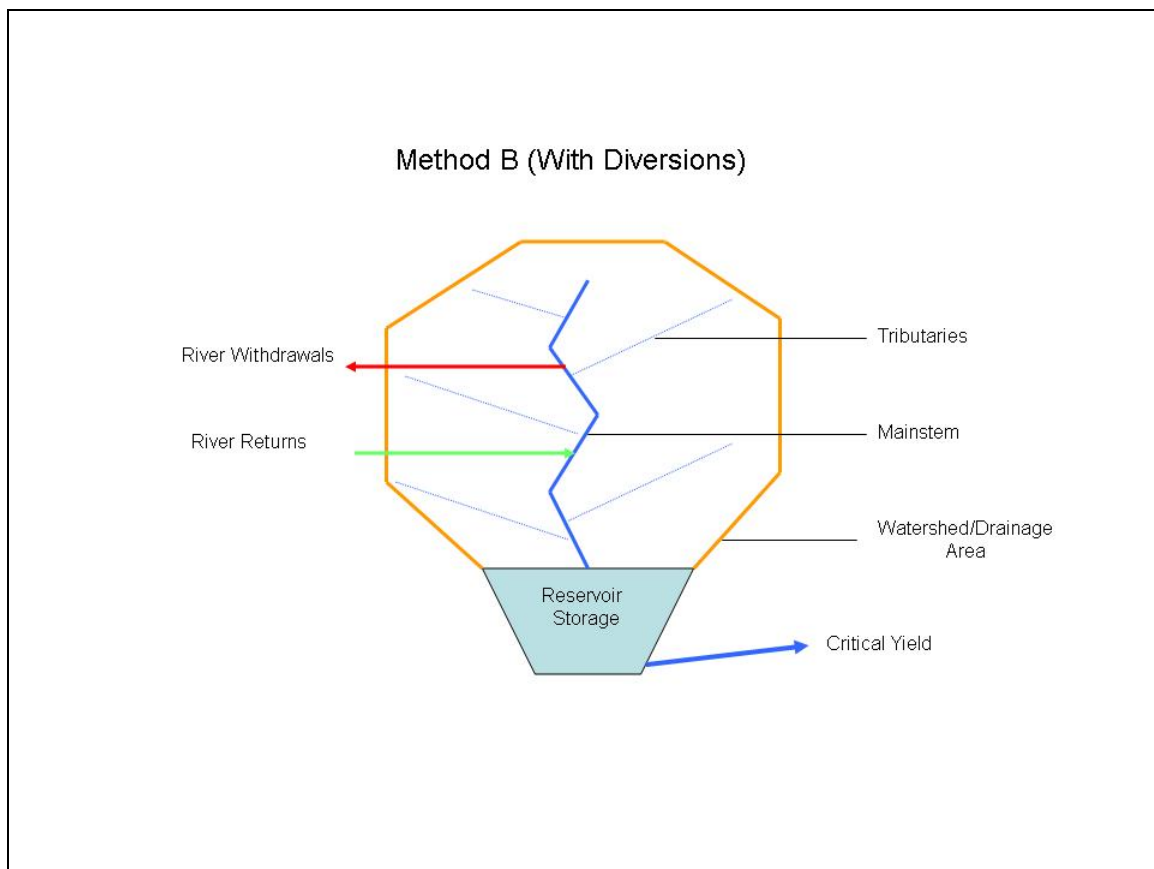 Method B (With Diversions)
River Withdrawals
Tributaries
River Returns
Mainstem
Watershed/Drainage
Area
Reservoir
Storage
Critical Yield